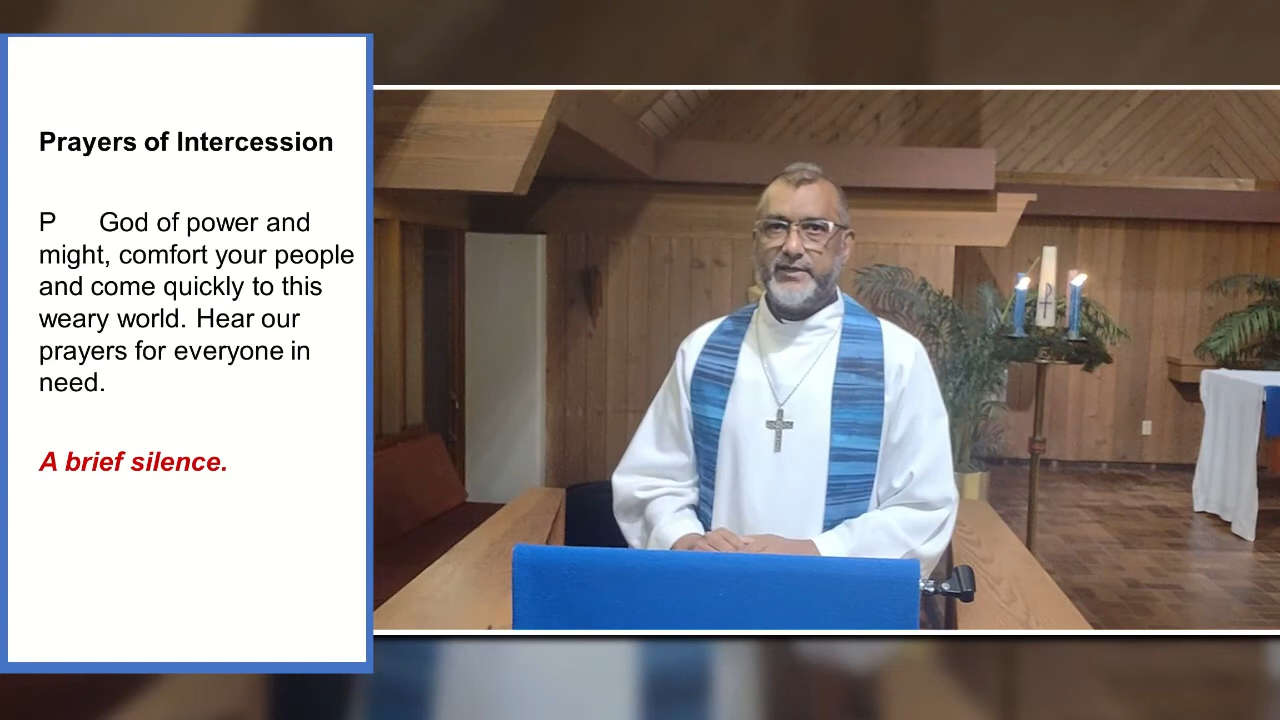 Prayers of Intercession
P God of power and
might, comfort your people
and come quickly to this
weary world. Hear our
prayers for everyone in
need.
A brief silence.